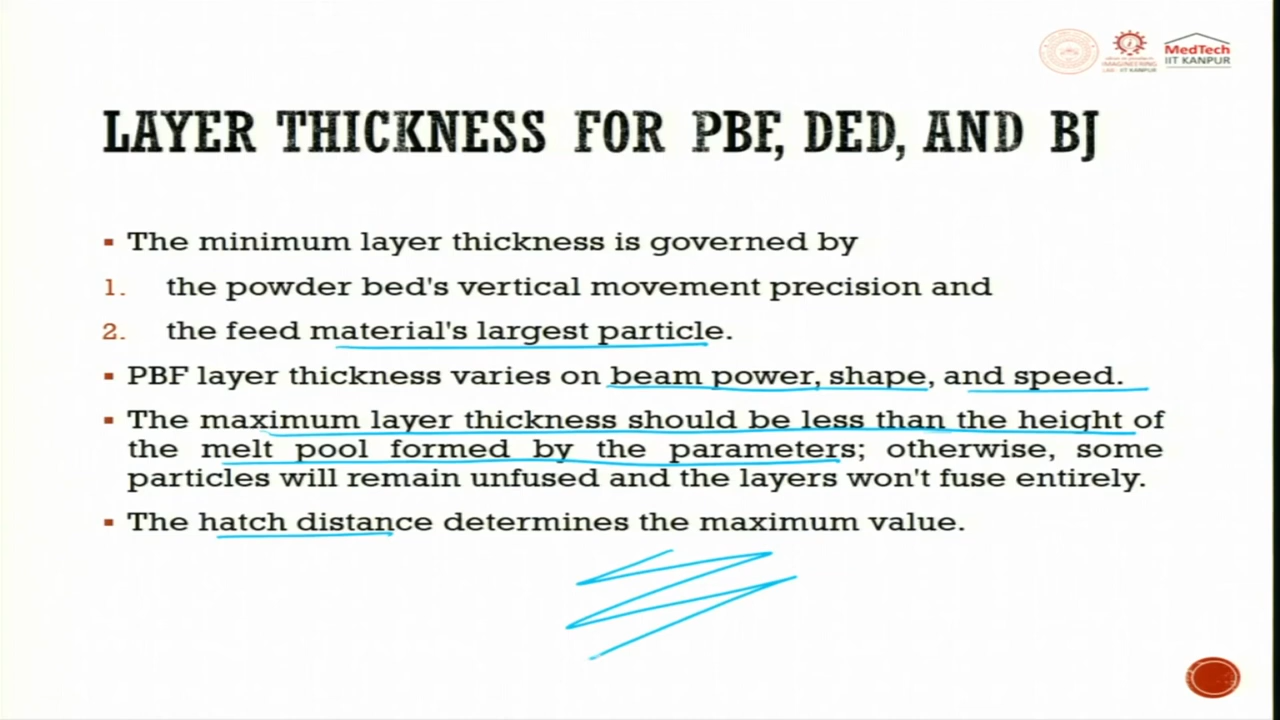 MedTech
IIT KANPUR
LAYER THICKNESS FOR PBF, DED, AND BJ
▪ The minimum layer thickness is governed by
1. the powder bed's vertical movement precision and
2. the feed material's largest particle.
▪ PBF layer thickness varies on beam power, shape, and speed.
▪ The maximum layer thickness should be less than the height of
the melt pool formed by the parameters; otherwise, some
particles will remain unfused and the layers won't fuse entirely.
▪ The hatch distance determines the maximum value.